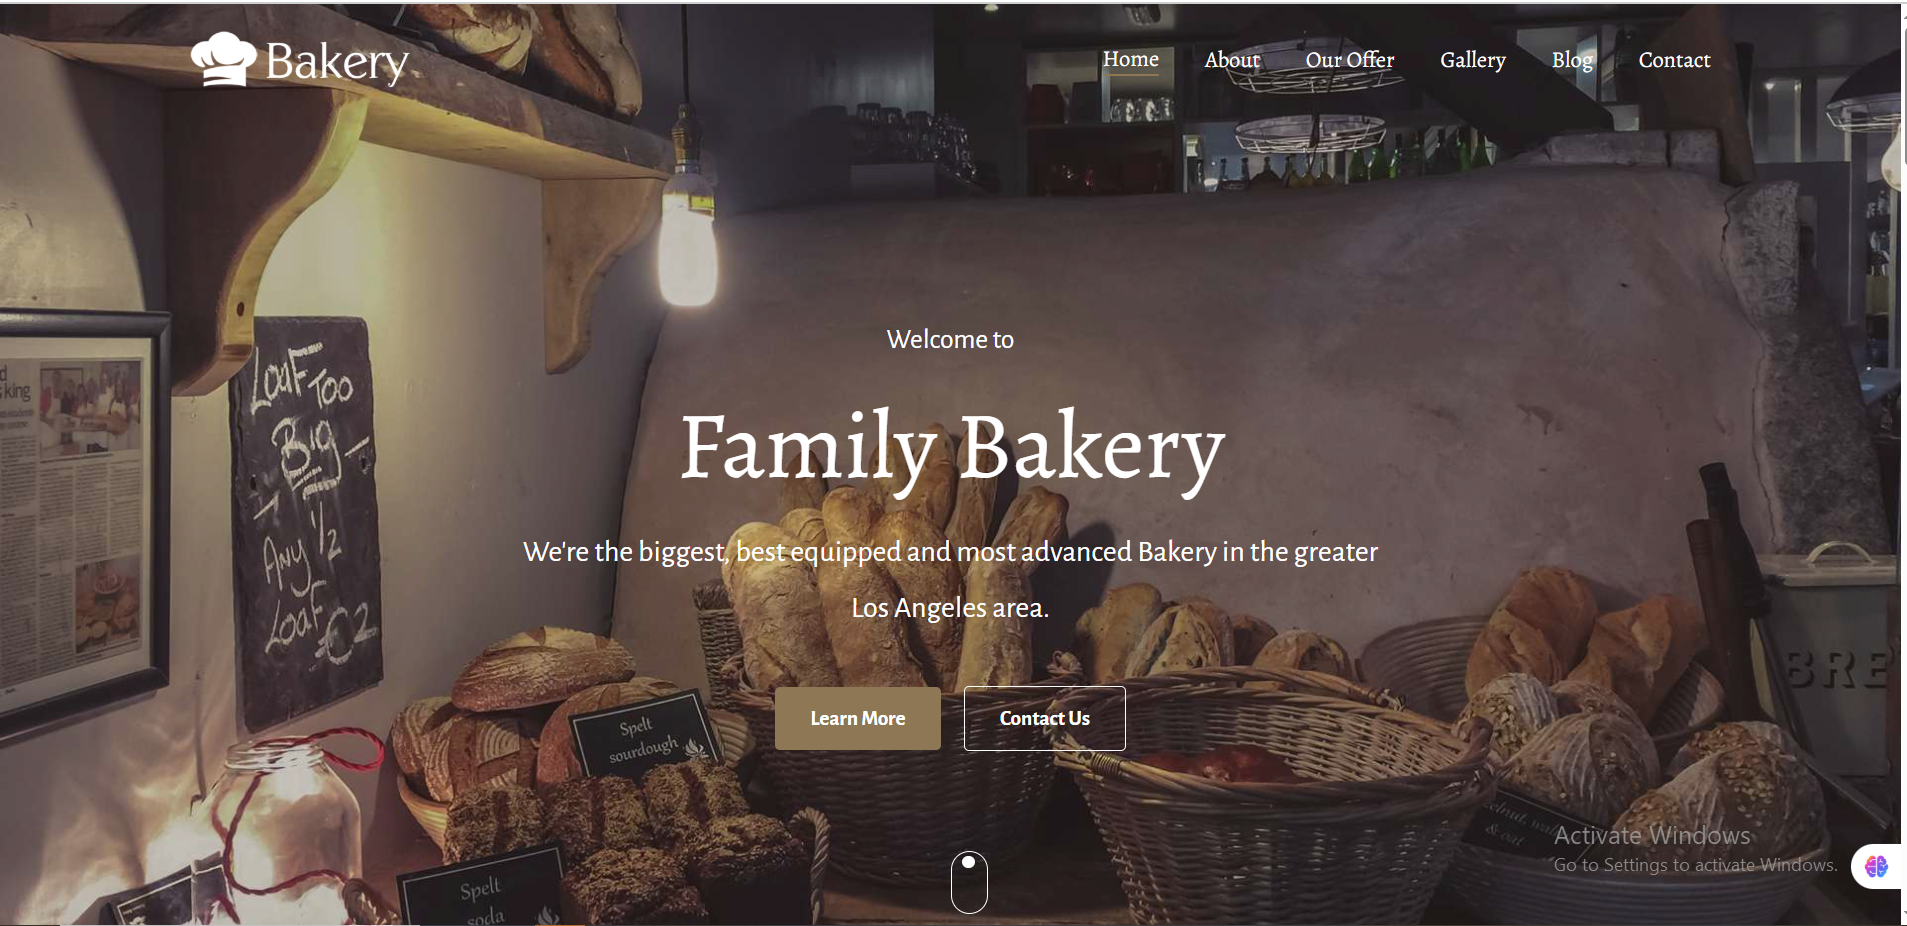 Bakery
Home About Our Offer Gallery Blog Contact
Welcome to
Family Bakery
We're the biggest, best equipped and most advanced Bakery in the greater
Los Angeles area.
Learn More Contact Us
king
Loaf Too
Big
Any 1/2
Loaf €2
Spelt
sourdough
Spelt
soda
BRE
& oat
Activate Windows
Go to Settings to activate Windows.